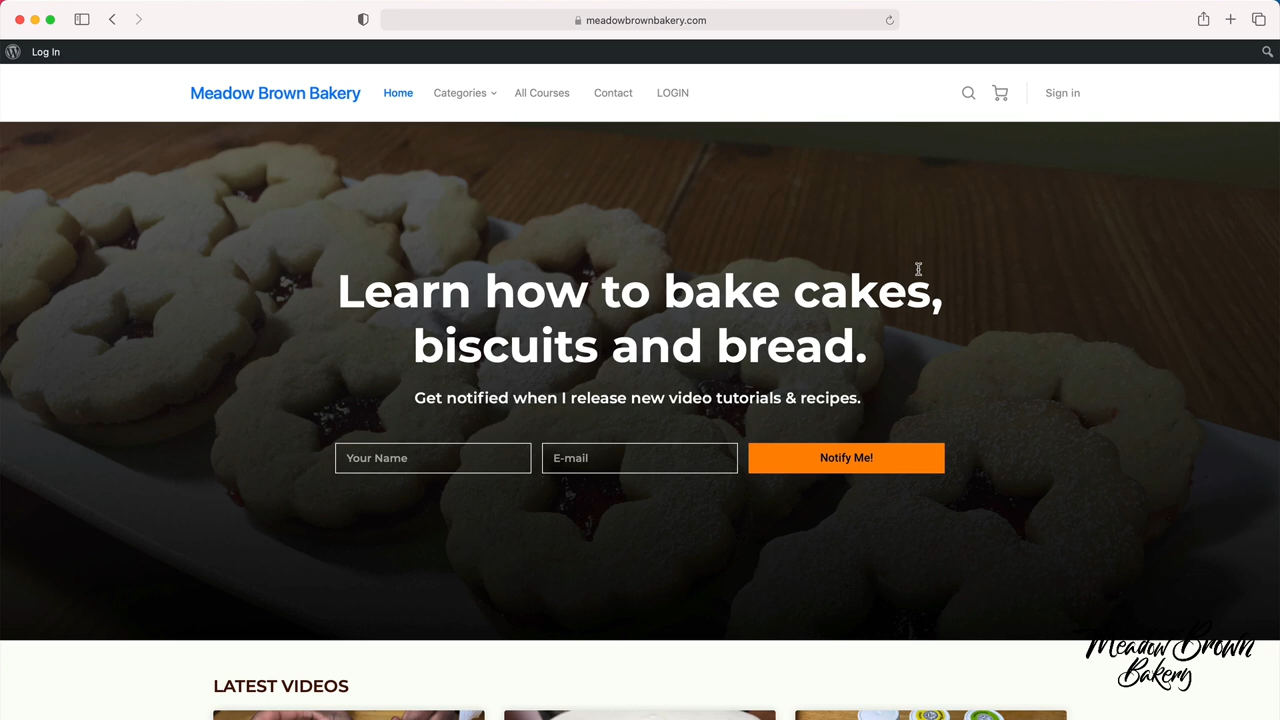 meadowbrownbakery.com
Log In
Meadow Brown Bakery Home Categories All Courses Contact LOGIN Sign in
Learn how to bake cakes,
biscuits and bread.
Get notified when I release new video tutorials & recipes.
Your Name E-mail Notify Me!
Meadow Brown
Bakery
LATEST VIDEOS